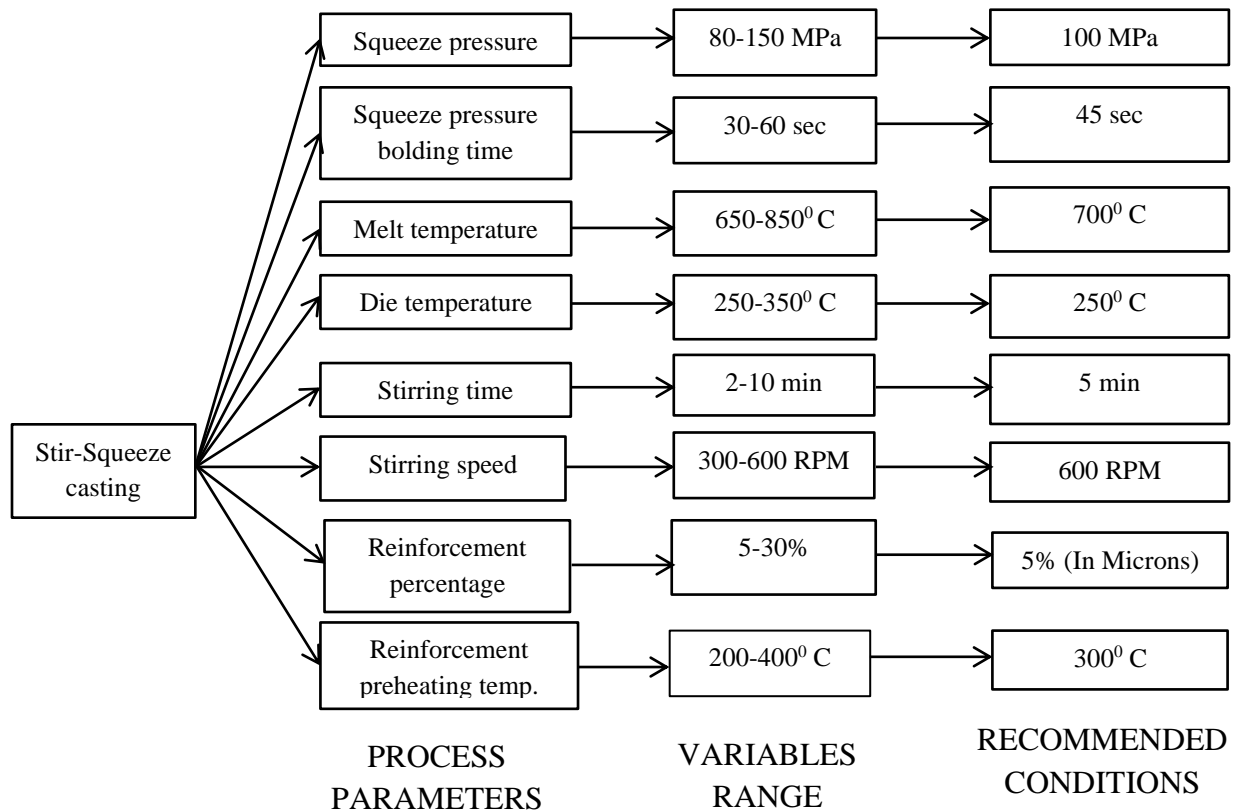 Stir-Squeeze
casting
Squeeze pressure
80-150 MPa
100 MPa
Squeeze pressure
bolding time
30-60 sec
45 sec
Melt temperature
650-850⁰ C
700⁰ C
Die temperature
250-350⁰ C
250⁰ C
Stirring time
2-10 min
5 min
Stirring speed
300-600 RPM
600 RPM
Reinforcement
percentage
5-30%
5% (In Microns)
Reinforcement
preheating temp.
200-400⁰ C
300⁰ C
PROCESS
PARAMETERS
VARIABLES
RANGE
RECOMMENDED
CONDITIONS